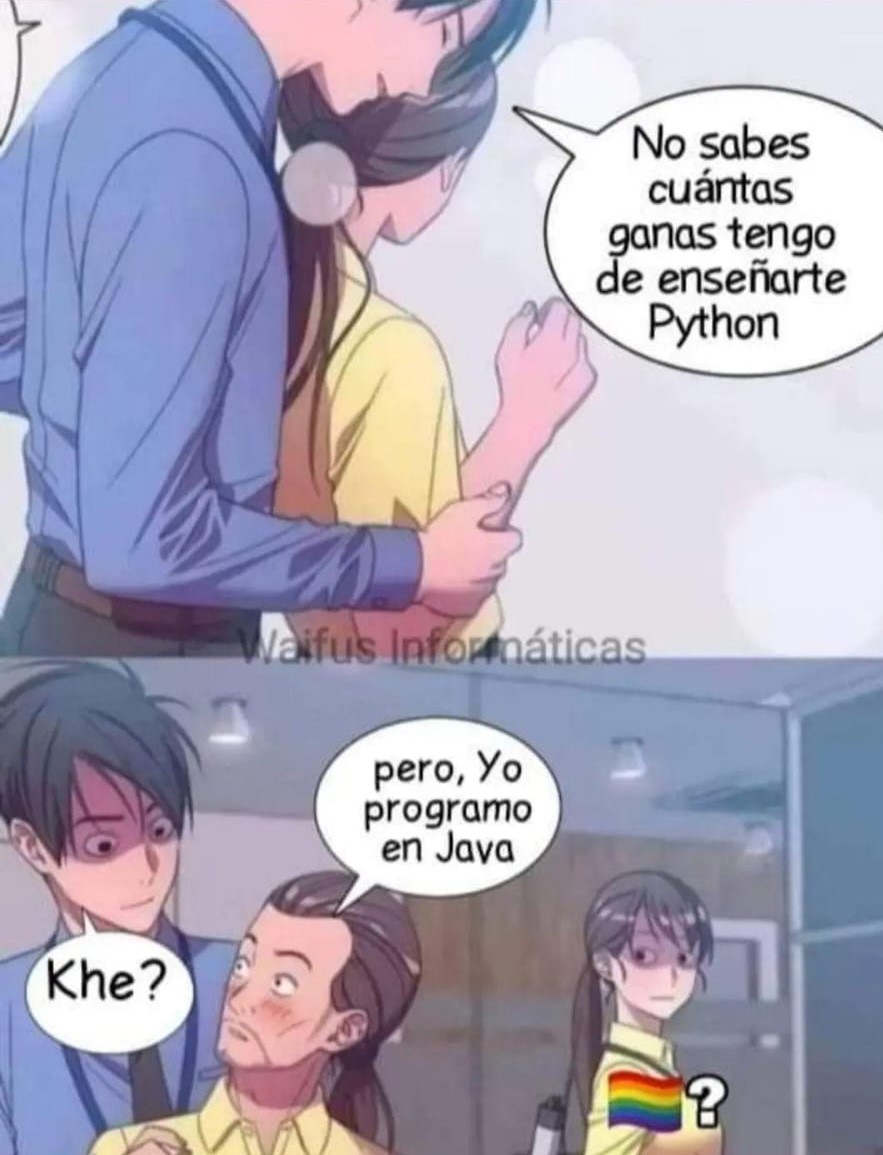 No sabes
cuántas
ganas tengo
de enseñarte
Python
Waifus Informáticas
pero, Yo
programo
en Java
Khe?
🏳️‍🌈?